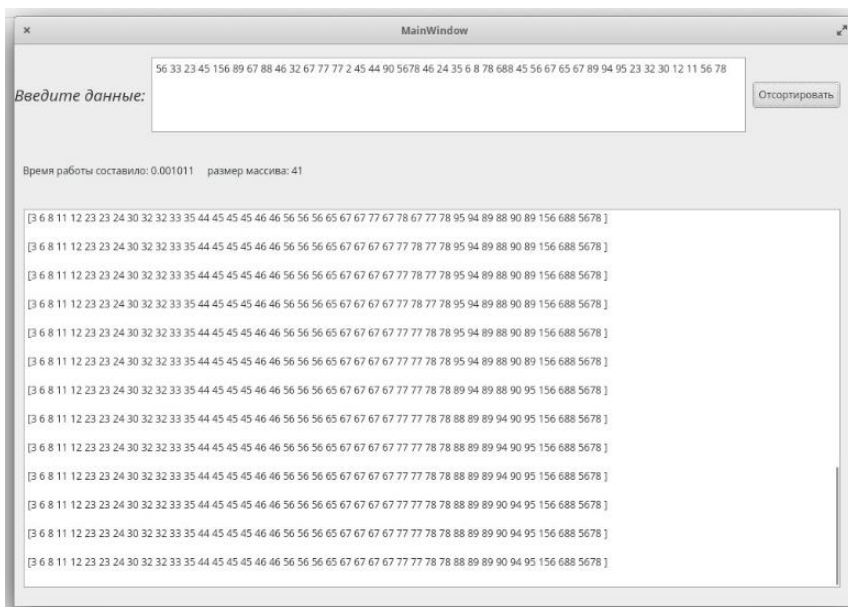 MainWindow
56 33 23 45 156 89 67 88 46 32 67 77 77 2 45 44 90 5678 46 24 35 6 8 78 688 45 56 67 65 67 89 94 95 23 32 30 12 11 56 78
Введите данные:
Отсортировать
Время работы составило: 0.001011 размер массива: 41
[3 6 8 11 12 23 23 24 30 32 32 33 35 44 45 45 45 46 46 56 56 56 65 67 67 77 67 78 67 77 78 95 94 89 88 90 89 156 688 5678 ]
[3 6 8 11 12 23 23 24 30 32 32 33 35 44 45 45 45 46 46 56 56 56 65 67 67 67 67 77 78 77 78 95 94 89 88 90 89 156 688 5678 ]
[3 6 8 11 12 23 23 24 30 32 32 33 35 44 45 45 45 46 46 56 56 56 65 67 67 67 67 77 78 77 78 95 94 89 88 90 89 156 688 5678 ]
[3 6 8 11 12 23 23 24 30 32 32 33 35 44 45 45 45 46 46 56 56 56 65 67 67 67 67 77 77 78 78 95 94 89 88 90 89 156 688 5678 ]
[3 6 8 11 12 23 23 24 30 32 32 33 35 44 45 45 45 46 46 56 56 56 65 67 67 67 67 77 77 78 78 95 94 89 88 90 89 156 688 5678 ]
[3 6 8 11 12 23 23 24 30 32 32 33 35 44 45 45 45 46 46 56 56 56 65 67 67 67 67 77 77 78 78 95 94 89 88 90 89 156 688 5678 ]
[3 6 8 11 12 23 23 24 30 32 32 33 35 44 45 45 45 46 46 56 56 56 65 67 67 67 67 77 77 78 78 89 94 89 88 90 95 156 688 5678 ]
[3 6 8 11 12 23 23 24 30 32 32 33 35 44 45 45 45 46 46 56 56 56 65 67 67 67 67 77 77 78 78 88 89 89 94 90 95 156 688 5678 ]
[3 6 8 11 12 23 23 24 30 32 32 33 35 44 45 45 45 46 46 56 56 56 65 67 67 67 67 77 77 78 78 88 89 89 94 90 95 156 688 5678 ]
[3 6 8 11 12 23 23 24 30 32 32 33 35 44 45 45 45 46 46 56 56 56 65 67 67 67 67 77 77 78 78 88 89 89 94 90 95 156 688 5678 ]
[3 6 8 11 12 23 23 24 30 32 32 33 35 44 45 45 45 46 46 56 56 56 65 67 67 67 67 77 77 78 78 88 89 89 90 94 95 156 688 5678 ]
[3 6 8 11 12 23 23 24 30 32 32 33 35 44 45 45 45 46 46 56 56 56 65 67 67 67 67 77 77 78 78 88 89 89 90 94 95 156 688 5678 ]
[3 6 8 11 12 23 23 24 30 32 32 33 35 44 45 45 45 46 46 56 56 56 65 67 67 67 67 77 77 78 78 88 89 89 90 94 95 156 688 5678 ]